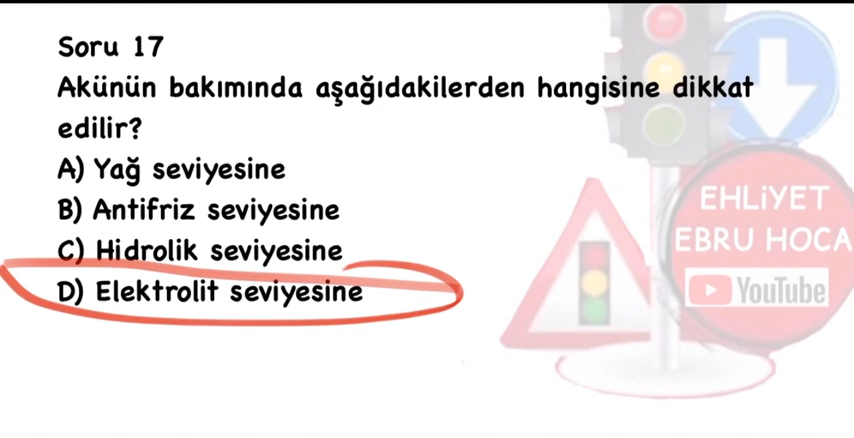 Soru 17
Akünün bakımında aşağıdakilerden hangisine dikkat
edilir?
A) Yağ seviyesine
B) Antifriz seviyesine
C) Hidrolik seviyesine
D) Elektrolit seviyesine
EHLİYET
EBRU HOCA
YouTube